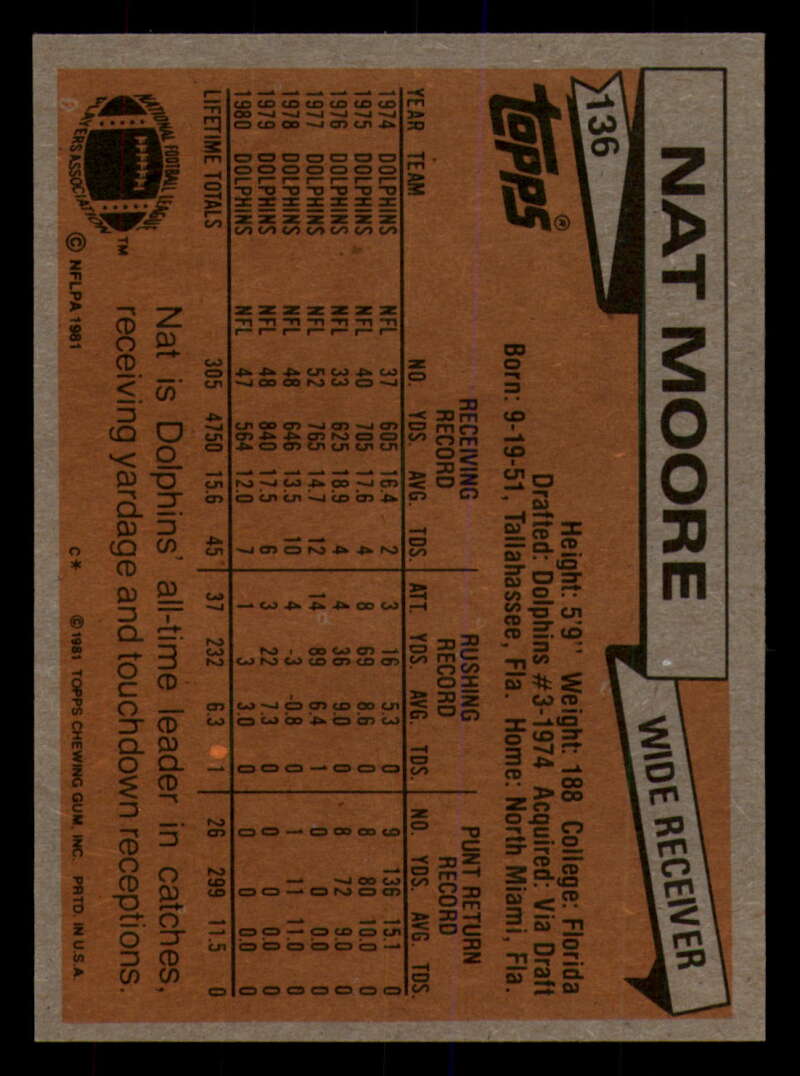 136
NAT MOORE
WIDE RECEIVER
TOPPS®
Height: 5'9" Weight: 188 College: Florida
Drafted: Dolphins #3-1974 Acquired: Via Draft
Born: 9-19-51, Tallahassee, Fla. Home: North Miami, Fla.
RECEIVING RECORD RUSHING RECORD PUNT RETURN RECORD
YEAR TEAM NO. YDS. AVG. TDS. ATT. YDS. AVG. TDS. NO. YDS. AVG. TDS.
1974 DOLPHINS NFL 37 605 16.4 2 3 16 5.3 0 9 136 15.1 0
1975 DOLPHINS NFL 40 705 17.6 4 8 69 8.6 0 8 80 10.0 0
1976 DOLPHINS NFL 33 625 18.9 4 4 36 9.0 0 8 72 9.0 0
1977 DOLPHINS NFL 52 765 14.7 12 14 89 6.4 1 0 0 0.0 0
1978 DOLPHINS NFL 48 646 13.5 10 4 -3 -0.8 0 1 11 11.0 0
1979 DOLPHINS NFL 48 840 17.5 6 3 22 7.3 0 0 0 0.0 0
1980 DOLPHINS NFL 47 564 12.0 7 1 3 3.0 0 0 0 0.0 0
LIFETIME TOTALS 305 4750 15.6 45 37 232 6.3 1 26 299 11.5 0
NATIONAL FOOTBALL LEAGUE
PLAYERS ASSOCIATION
™
© NFLPA 1981
Nat is Dolphins' all-time leader in catches,
receiving yardage and touchdown receptions.
C* ©1981 TOPPS CHEWING GUM, INC. PRTD. IN U.S.A.